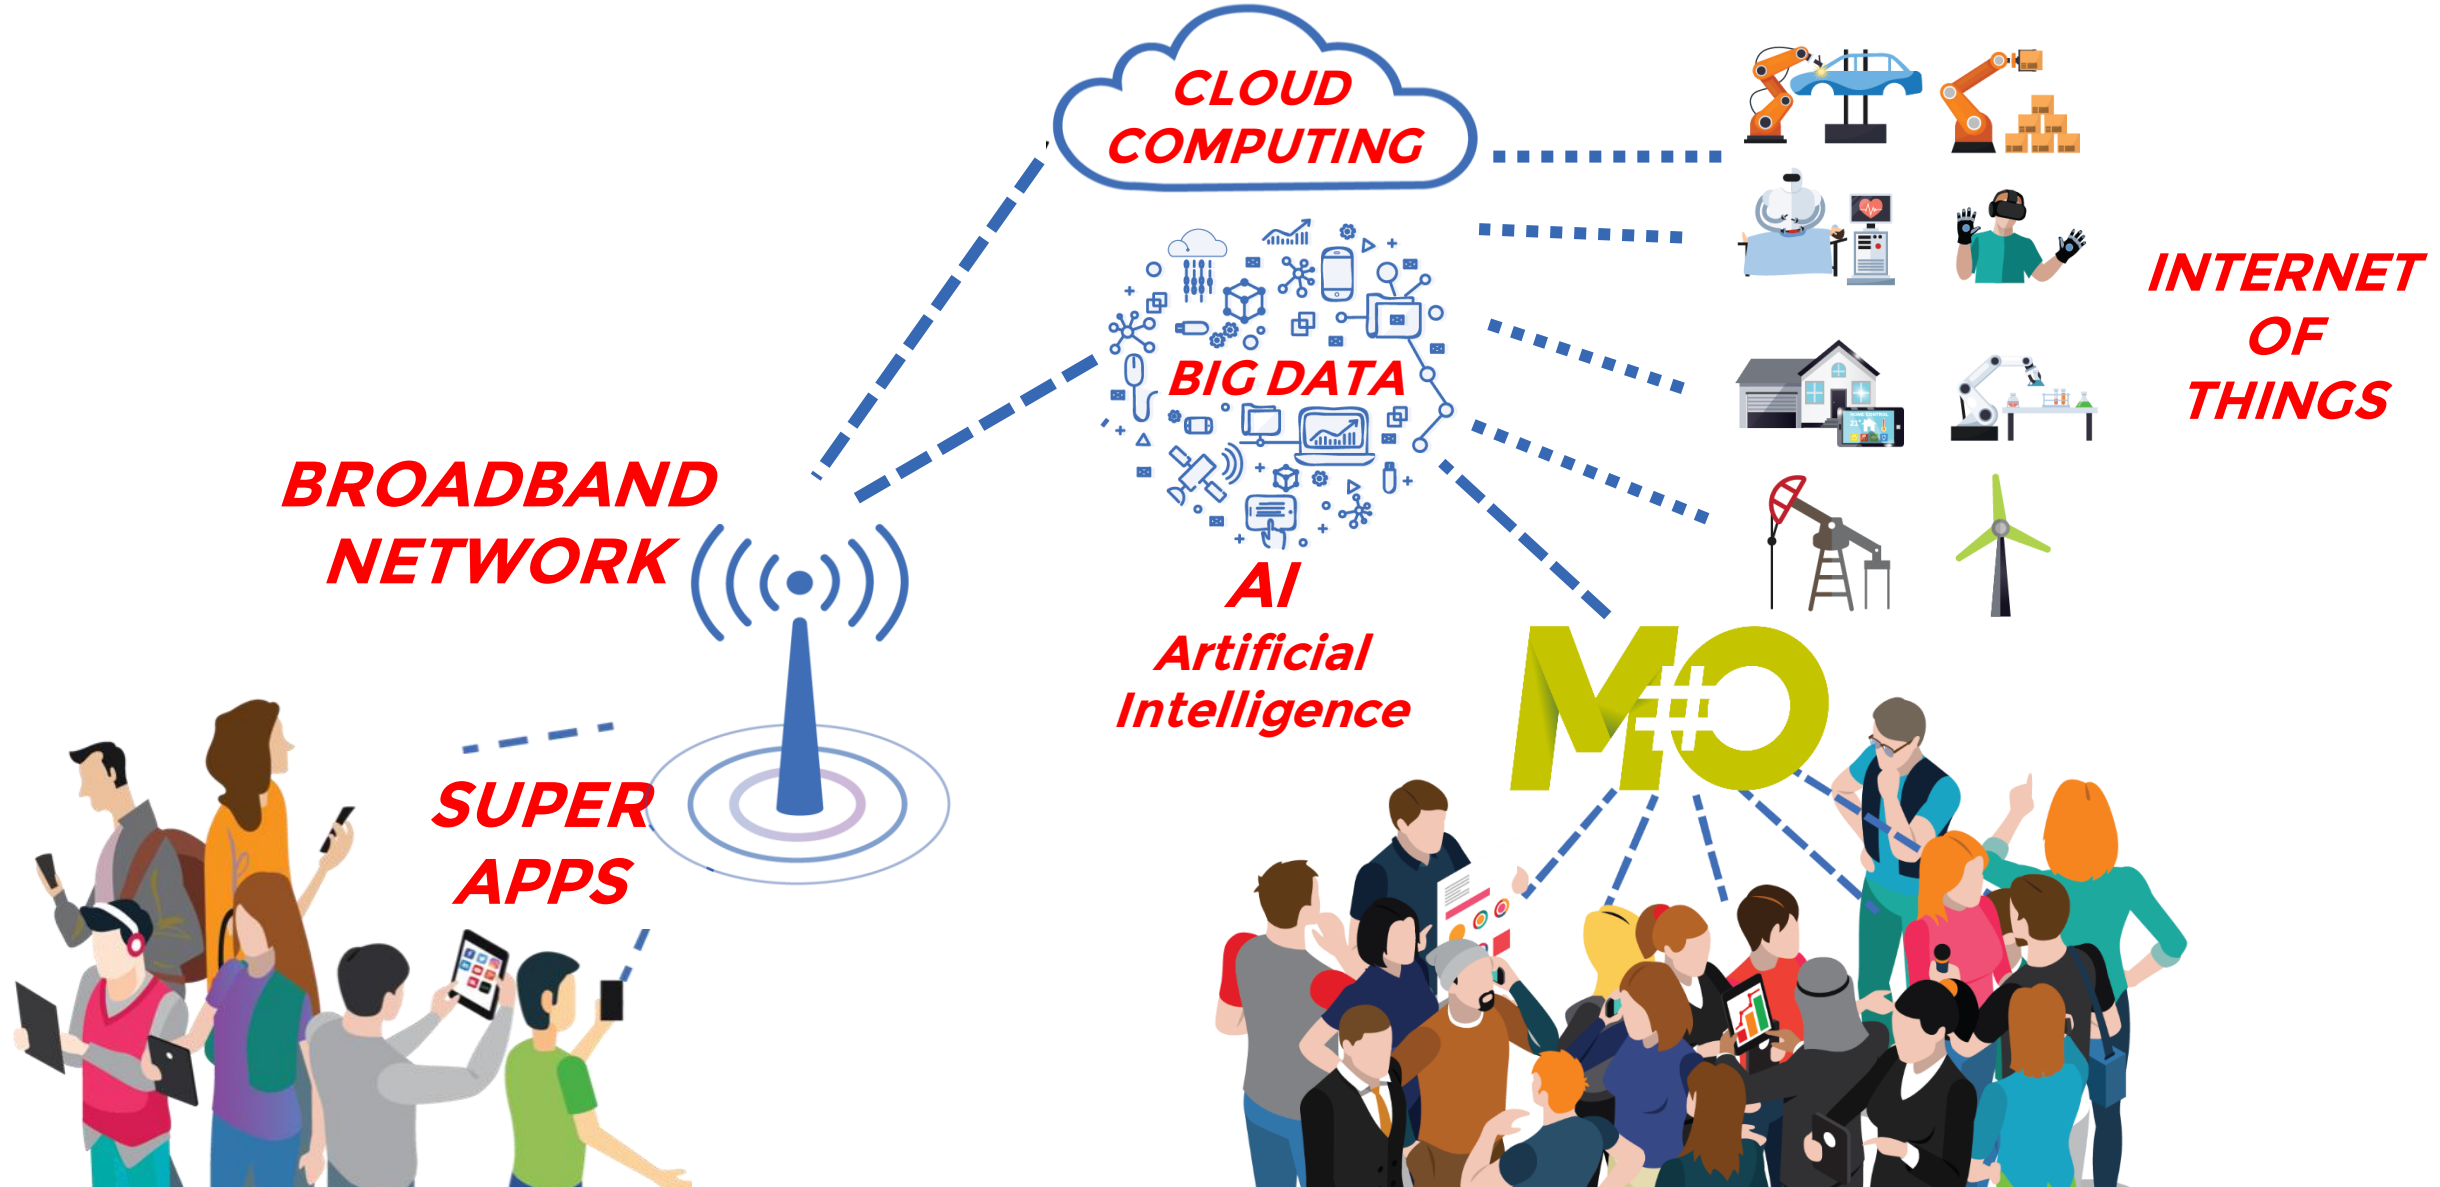 CLOUD
COMPUTING
BIG DATA
INTERNET
OF
THINGS
BROADBAND
NETWORK
AI
Artificial
Intelligence
M#O
SUPER
APPS